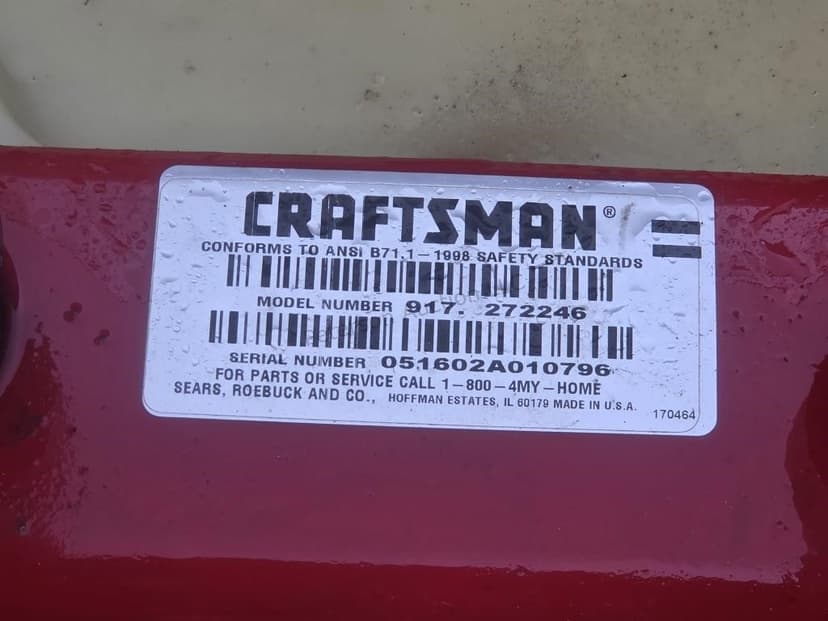 CRAFTSMAN®
CONFORMS TO ANSI B71.1-1998 SAFETY STANDARDS
MODEL NUMBER 917. 272246
SERIAL NUMBER 051602A010796
FOR PARTS OR SERVICE CALL 1-800-4MY-HOME
SEARS, ROEBUCK AND CO., HOFFMAN ESTATES, IL 60179 MADE IN U.S.A. 170464